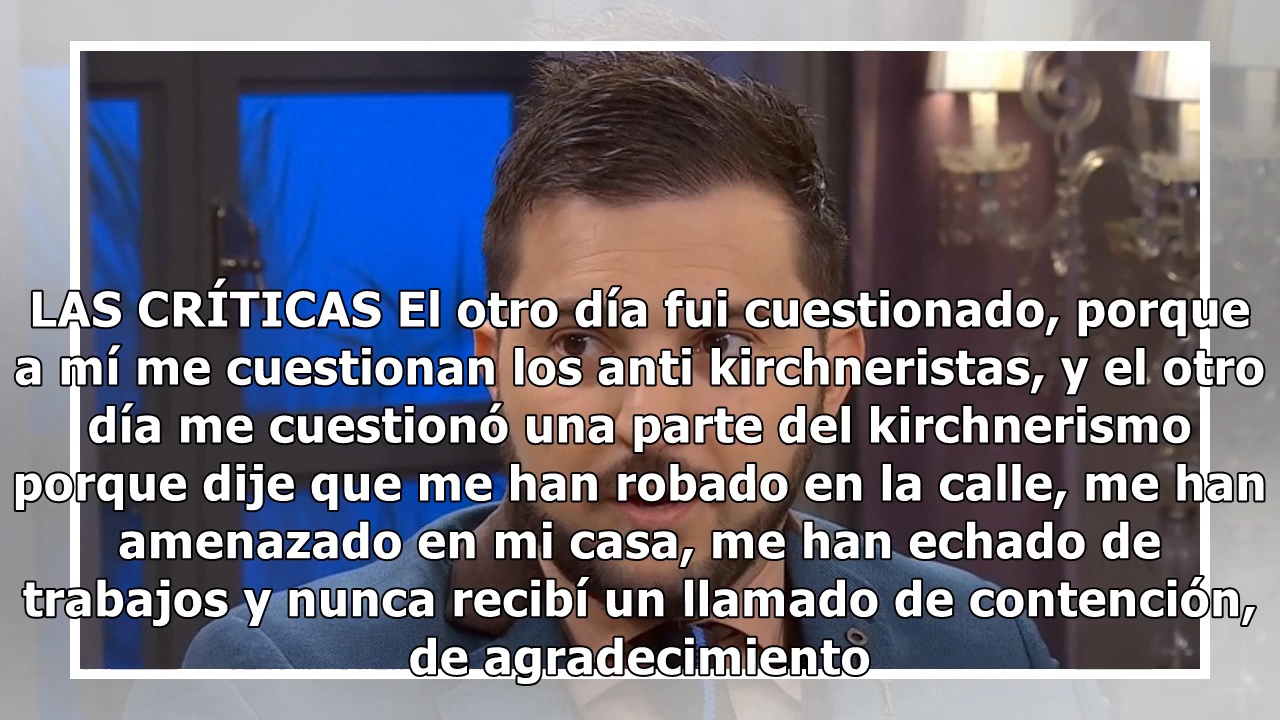 LAS CRÍTICAS El otro día fui cuestionado, porque
a mí me cuestionan los anti kirchneristas, y el otro
día me cuestionó una parte del kirchnerismo
porque dije que me han robado en la calle, me han
amenazado en mi casa, me han echado de
trabajos y nunca recibí un llamado de contención,
de agradecimiento